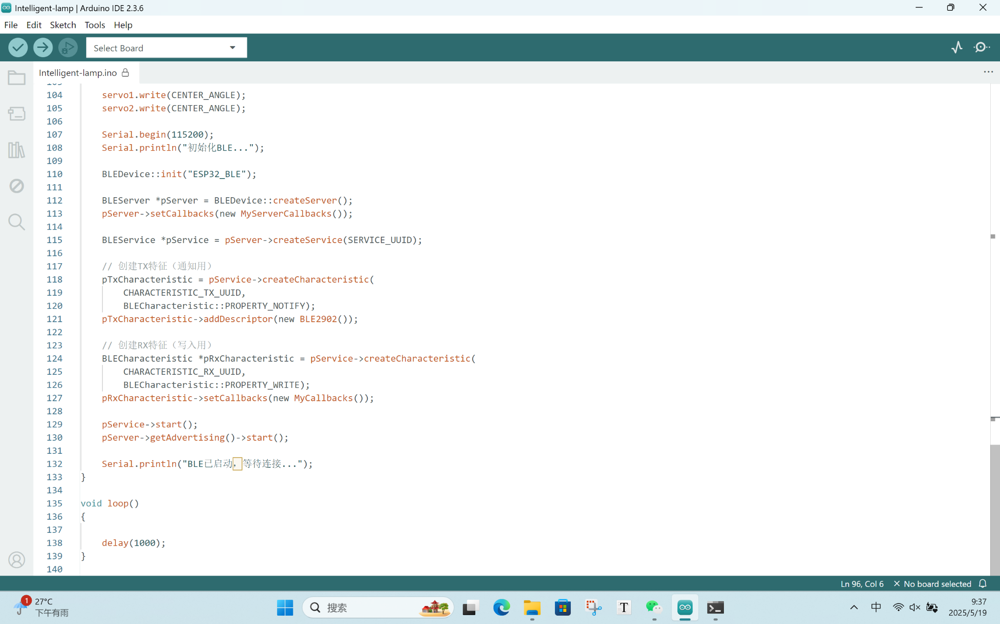 Intelligent-lamp | Arduino IDE 2.3.6
File Edit Sketch Tools Help
Select Board
Intelligent-lamp.ino
104 servo1.write(CENTER_ANGLE);
105 servo2.write(CENTER_ANGLE);
106
107 Serial.begin(115200);
108 Serial.println("初始化BLE...");
109
110 BLEDevice::init("ESP32_BLE");
111
112 BLEServer *pServer = BLEDevice::createServer();
113 pServer->setCallbacks(new MyServerCallbacks());
114
115 BLEService *pService = pServer->createService(SERVICE_UUID);
116
117 // 创建TX特征（通知用）
118 pTxCharacteristic = pService->createCharacteristic(
119 CHARACTERISTIC_TX_UUID,
120 BLECharacteristic::PROPERTY_NOTIFY);
121 pTxCharacteristic->addDescriptor(new BLE2902());
122
123 // 创建RX特征（写入用）
124 BLECharacteristic *pRxCharacteristic = pService->createCharacteristic(
125 CHARACTERISTIC_RX_UUID,
126 BLECharacteristic::PROPERTY_WRITE);
127 pRxCharacteristic->setCallbacks(new MyCallbacks());
128
129 pService->start();
130 pServer->getAdvertising()->start();
131
132 Serial.println("BLE已启动，等待连接...");
133 }
134
135 void loop()
136 {
137
138 delay(1000);
139 }
140
Ln 96, Col 6 × No board selected
1
27°C
下午有雨
搜索
T
中
9:37
2025/5/19